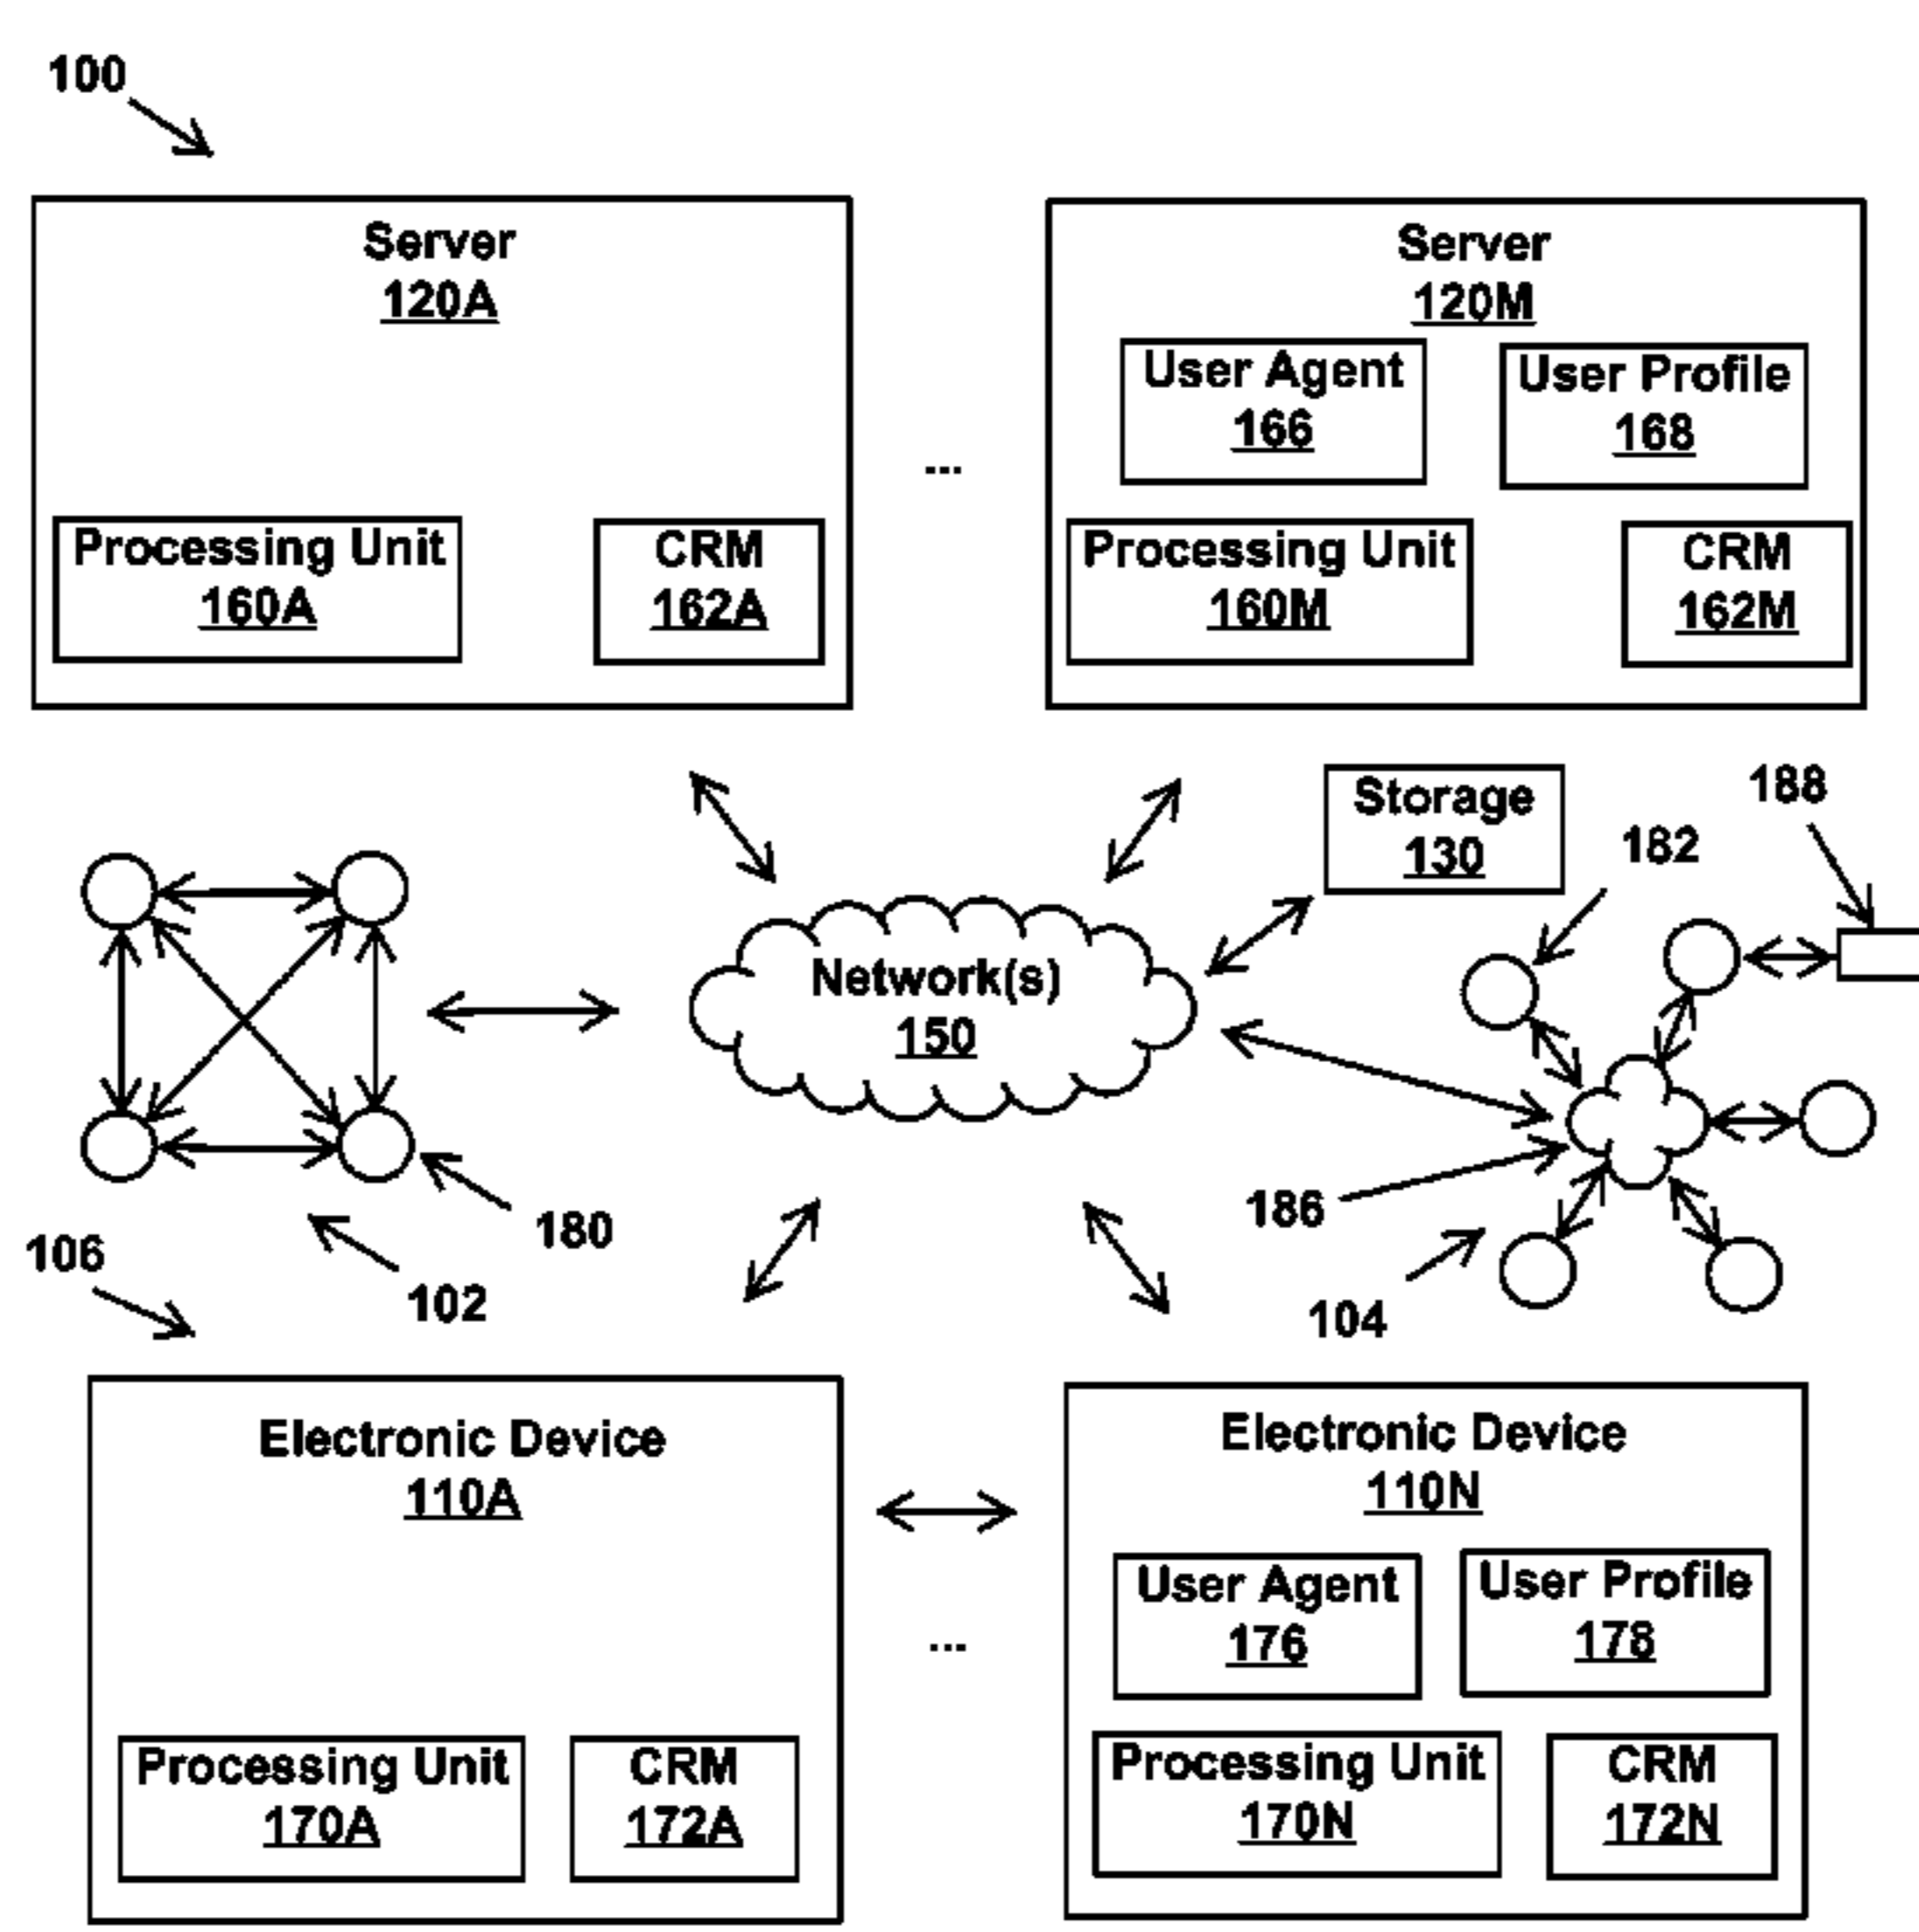 100
Server
120A
Processing Unit
160A
CRM
162A
...
Server
120M
User Agent
166
User Profile
168
Processing Unit
160M
CRM
162M
Storage
130
188
182
Network(s)
150
180
186
106
102
104
Electronic Device
110A
Processing Unit
170A
CRM
172A
...
Electronic Device
110N
User Agent
176
User Profile
178
Processing Unit
170N
CRM
172N